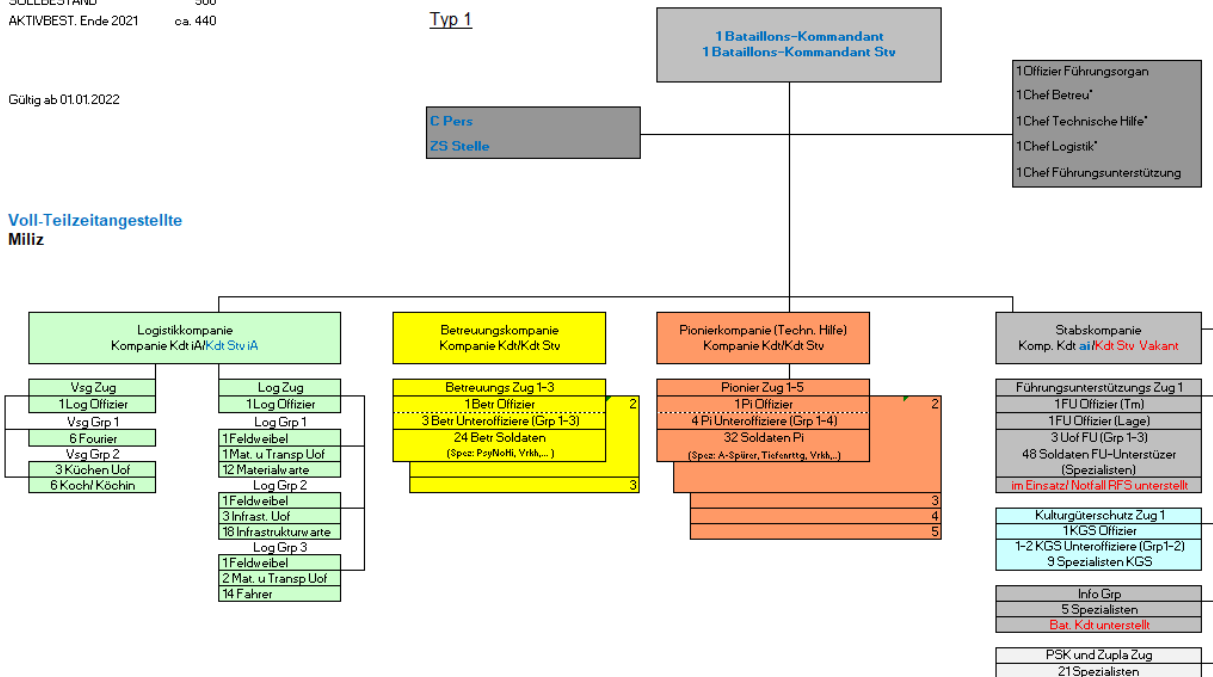 SOLLBESTAND 500
AKTIVBEST. Ende 2021 ca. 440
Typ 1
Gültig ab 01.01.2022
1 Bataillons-Kommandant
1 Bataillons-Kommandant Stv
C Pers
ZS Stelle
1 Offizier Führungsorgan
1 Chef Betreu*
1 Chef Technische Hilfe*
1 Chef Logistik*
1 Chef Führungsunterstützung
Voll-Teilzeitangestellte
Miliz
Logistikkompanie
Kompanie Kdt iA/Kdt Stv iA
Vsg Zug
1 Log Offizier
Vsg Grp 1
6 Fourier
Vsg Grp 2
3 Küchen Uof
6 Koch/ Köchin
Log Zug
1 Log Offizier
Log Grp 1
1 Feldweibel
1 Mat. u Transp Uof
12 Materialwarte
Log Grp 2
1 Feldweibel
3 Infrast. Uof
18 Infrastrukturwarte
Log Grp 3
1 Feldweibel
2 Mat. u Transp Uof
14 Fahrer
Betreuungskompanie
Kompanie Kdt/Kdt Stv
Betreuungs Zug 1-3
1 Betr Offizier
2
3 Betr Unteroffiziere (Grp 1-3)
24 Betr Soldaten
(Spez: PsyNoHi, Vrkh,... )
3
Pionierkompanie (Techn. Hilfe)
Kompanie Kdt/Kdt Stv
Pionier Zug 1-5
1 Pi Offizier
2
4 Pi Unteroffiziere (Grp 1-4)
32 Soldaten Pi
(Spez: A-Spürer, Tiefenrttg, Vrkh,..)
3
4
5
Stabskompanie
Komp. Kdt ai/Kdt Stv Vakant
Führungsunterstützungs Zug 1
1 FU Offizier (Tm)
1 FU Offizier (Lage)
3 Uof FU (Grp 1-3)
48 Soldaten FU-Unterstüzer
(Spezialisten)
im Einsatz/ Notfall RFS unterstellt
Kulturgüterschutz Zug 1
1 KGS Offizier
1-2 KGS Unteroffiziere (Grp1-2)
9 Spezialisten KGS
Info Grp
5 Spezialisten
Bat. Kdt unterstellt
PSK und Zupla Zug
21 Spezialisten